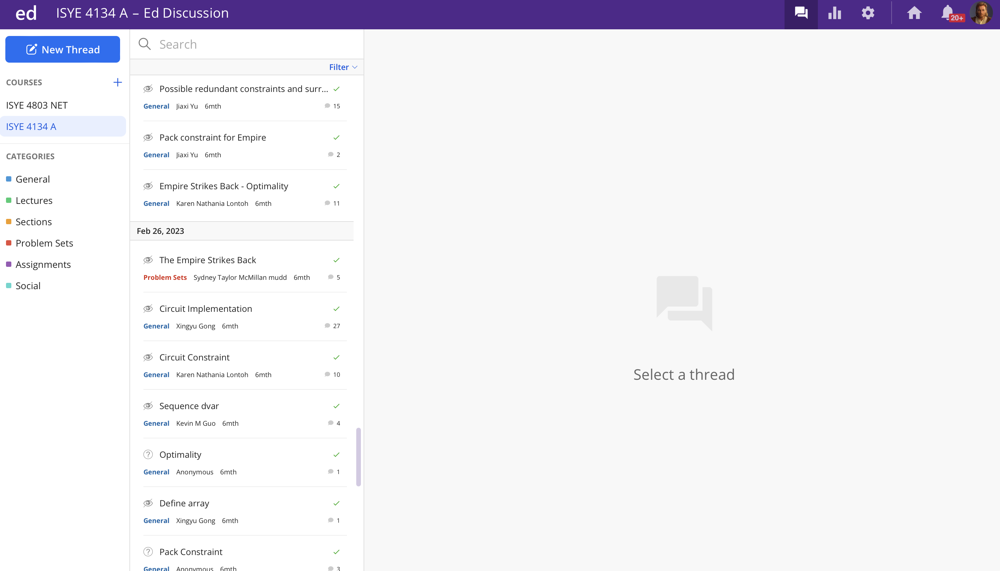 ed
ISYE 4134 A – Ed Discussion
20+
New Thread
COURSES
ISYE 4803 NET
ISYE 4134 A
CATEGORIES
General
Lectures
Sections
Problem Sets
Assignments
Social
Search
Filter
Possible redundant constraints and surr...
General Jiaxi Yu 6mth 15
Pack constraint for Empire
General Jiaxi Yu 6mth 2
Empire Strikes Back - Optimality
General Karen Nathania Lontoh 6mth 11
Feb 26, 2023
The Empire Strikes Back
Problem Sets Sydney Taylor McMillan mudd 6mth 5
Circuit Implementation
General Xingyu Gong 6mth 27
Circuit Constraint
General Karen Nathania Lontoh 6mth 10
Sequence dvar
General Kevin M Guo 6mth 4
? Optimality
General Anonymous 6mth 1
Define array
General Xingyu Gong 6mth 1
? Pack Constraint
General Anonymous 6mth 3
Select a thread